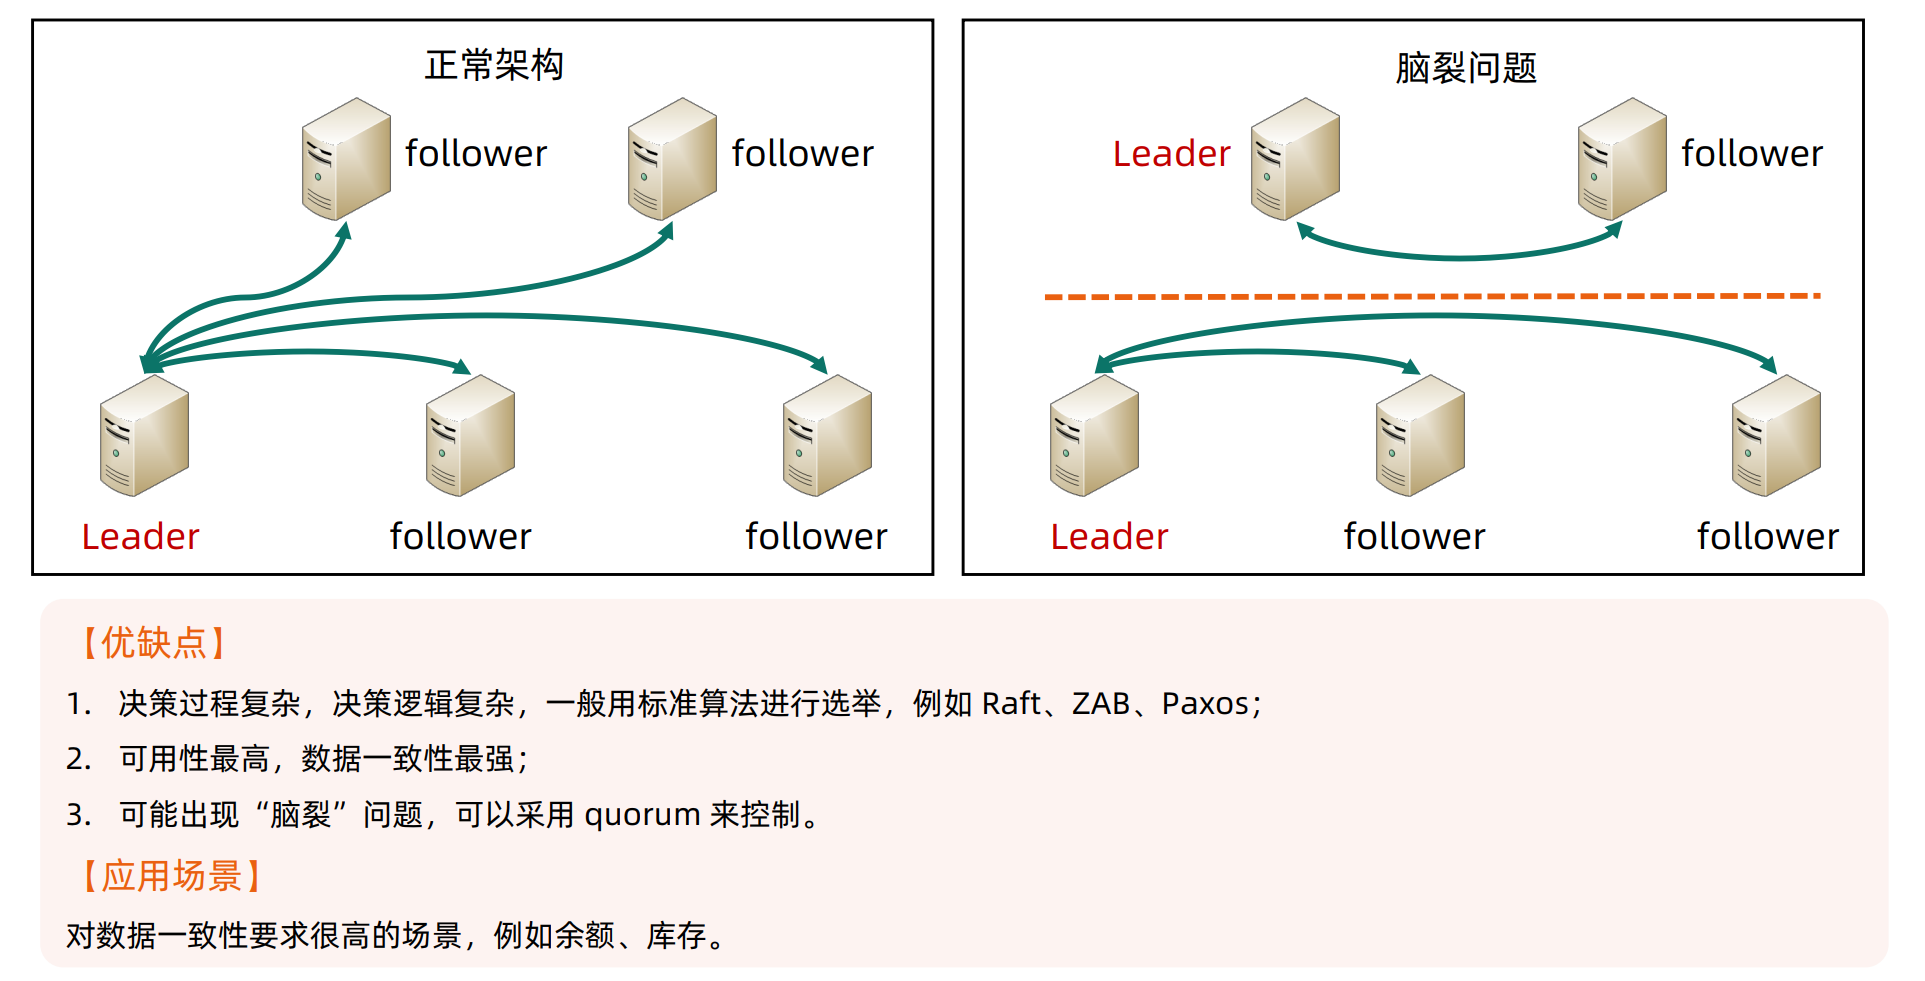 正常架构
follower
follower
Leader
follower
follower
脑裂问题
Leader
follower
Leader
follower
follower
【优缺点】
1. 决策过程复杂，决策逻辑复杂，一般用标准算法进行选举，例如 Raft、ZAB、Paxos；
2. 可用性最高，数据一致性最强；
3. 可能出现“脑裂”问题，可以采用 quorum 来控制。
【应用场景】
对数据一致性要求很高的场景，例如余额、库存。